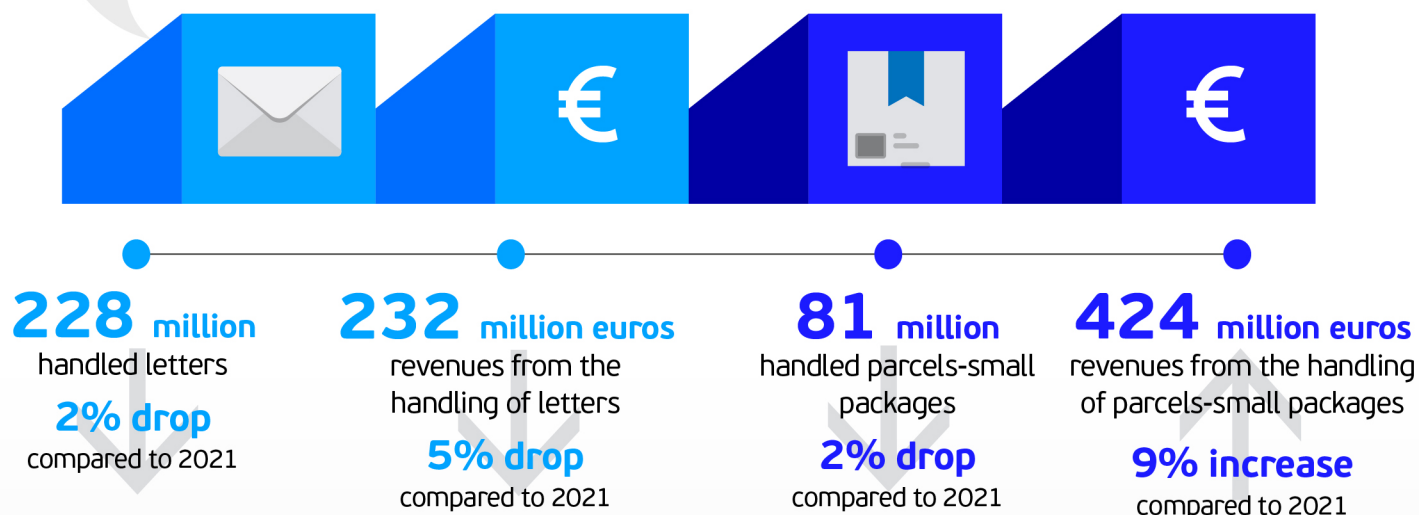 €
€
228 million
handled letters
2% drop
compared to 2021
232 million euros
revenues from the
handling of letters
5% drop
compared to 2021
81 million
handled parcels-small
packages
2% drop
compared to 2021
424 million euros
revenues from the handling
of parcels-small packages
9% increase
compared to 2021